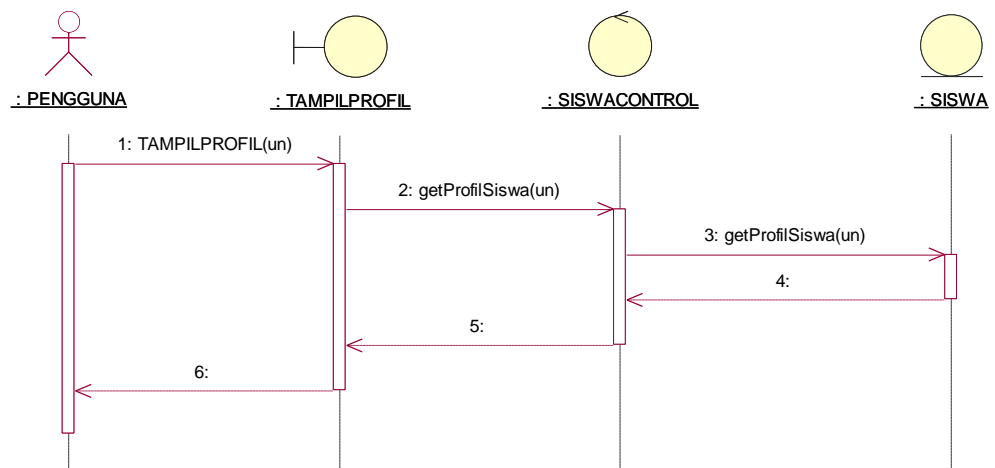 : PENGGUNA
: TAMPILPROFIL
: SISWACONTROL
: SISWA
1: TAMPILPROFIL(un)
2: getProfilSiswa(un)
3: getProfilSiswa(un)
4:
5:
6: